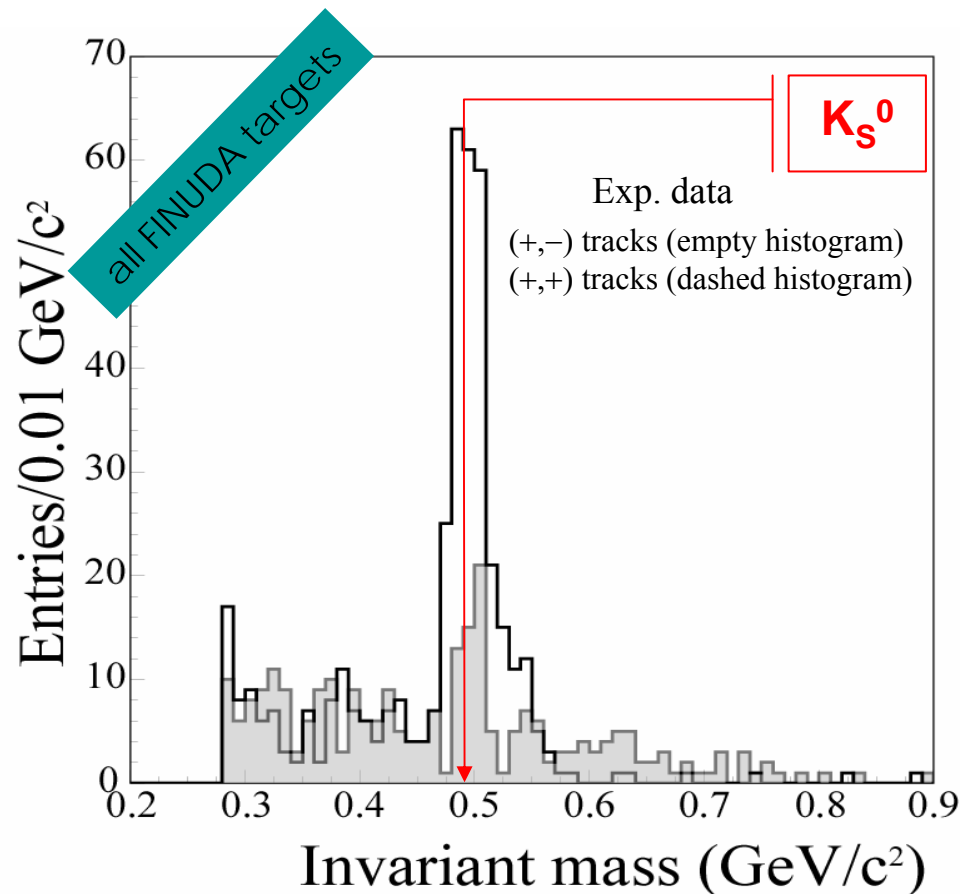 all FINUDA targets
K_S^0
Exp. data
(+,−) tracks (empty histogram)
(+,+) tracks (dashed histogram)
Entries/0.01 GeV/c²
70
60
40
30
20
10
0
0.2 0.3 0.4 0.5 0.6 0.7 0.8 0.9
Invariant mass (GeV/c²)